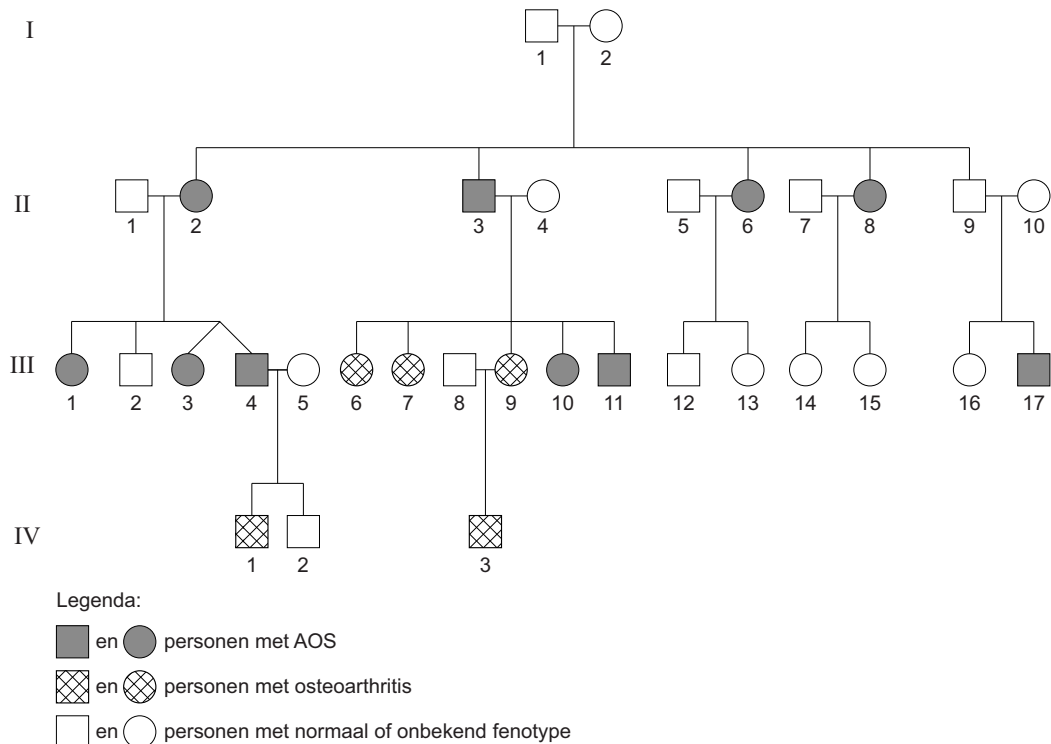 I
1 2
II
1 2 3 4 5 6 7 8 9 10
III
1 2 3 4 5 6 7 8 9 10 11 12 13 14 15 16 17
IV
1 2 3
Legenda:
en personen met AOS
en personen met osteoarthritis
en personen met normaal of onbekend fenotype